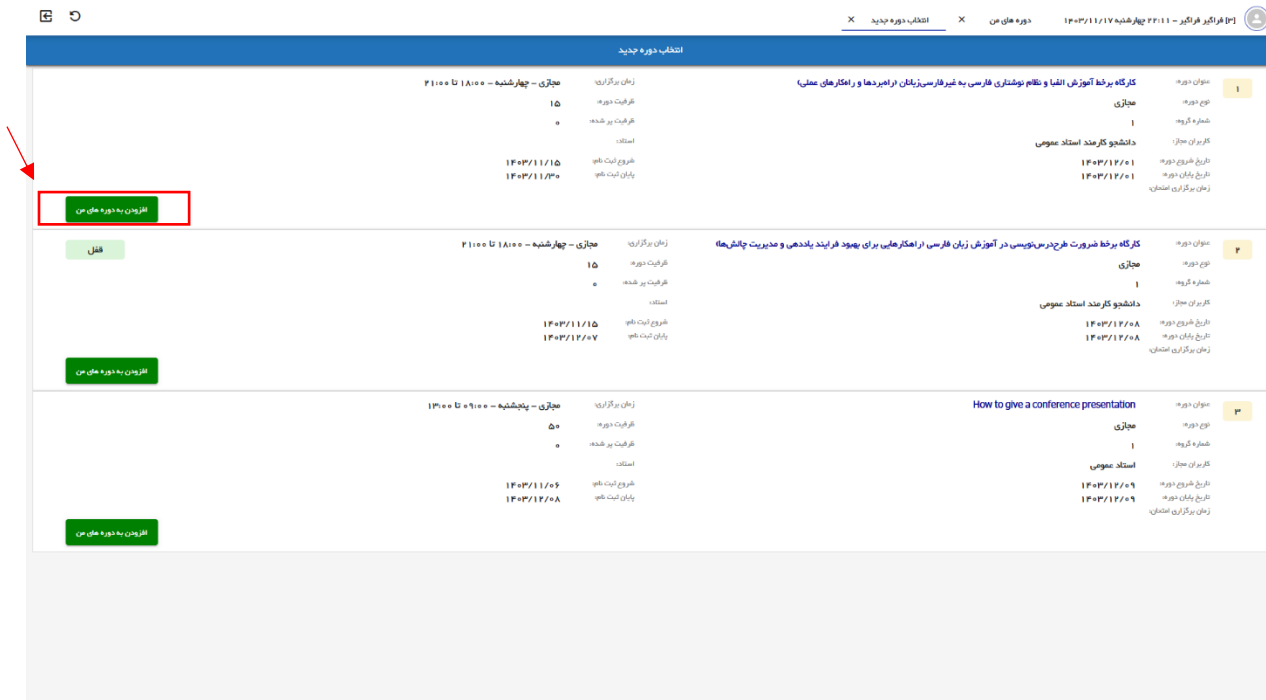 [۳] فراگیر فراگیر – ۲۲:۱۱ چهارشنبه ۱۴۰۳/۱۱/۱۷
دوره های من
انتخاب دوره جدید
انتخاب دوره جدید
۱
عنوان دوره: کارگاه برخط آموزش الفبا و نظام نوشتاری فارسی به غیرفارسی‌زبانان (راهبردها و راهکارهای عملی)
زمان برگزاری: مجازی – چهارشنبه – ۱۸:۰۰ تا ۲۱:۰۰
نوع دوره: مجازی
ظرفیت دوره: ۱۵
شماره گروه: ۱
ظرفیت پر شده: ۰
کاربران مجاز: دانشجو کارمند استاد عمومی
استاد:
تاریخ شروع دوره: ۱۴۰۳/۱۲/۰۱
شروع ثبت نام: ۱۴۰۳/۱۱/۱۵
تاریخ پایان دوره: ۱۴۰۳/۱۲/۰۱
پایان ثبت نام: ۱۴۰۳/۱۱/۳۰
زمان برگزاری امتحان:
افزودن به دوره های من
۲
عنوان دوره: کارگاه برخط ضرورت طرح‌درس‌نویسی در آموزش زبان فارسی (راهکارهایی برای بهبود فرایند یاددهی و مدیریت چالش‌ها)
زمان برگزاری: مجازی – چهارشنبه – ۱۸:۰۰ تا ۲۱:۰۰
قفل
نوع دوره: مجازی
ظرفیت دوره: ۱۵
شماره گروه: ۱
ظرفیت پر شده: ۰
کاربران مجاز: دانشجو کارمند استاد عمومی
استاد:
تاریخ شروع دوره: ۱۴۰۳/۱۲/۰۸
شروع ثبت نام: ۱۴۰۳/۱۱/۱۵
تاریخ پایان دوره: ۱۴۰۳/۱۲/۰۸
پایان ثبت نام: ۱۴۰۳/۱۲/۰۷
زمان برگزاری امتحان:
افزودن به دوره های من
۳
عنوان دوره: How to give a conference presentation
زمان برگزاری: مجازی – پنجشنبه – ۰۹:۰۰ تا ۱۳:۰۰
نوع دوره: مجازی
ظرفیت دوره: ۵۰
شماره گروه: ۱
ظرفیت پر شده: ۰
کاربران مجاز: استاد عمومی
استاد:
تاریخ شروع دوره: ۱۴۰۳/۱۲/۰۹
شروع ثبت نام: ۱۴۰۳/۱۱/۰۶
تاریخ پایان دوره: ۱۴۰۳/۱۲/۰۹
پایان ثبت نام: ۱۴۰۳/۱۲/۰۸
زمان برگزاری امتحان:
افزودن به دوره های من